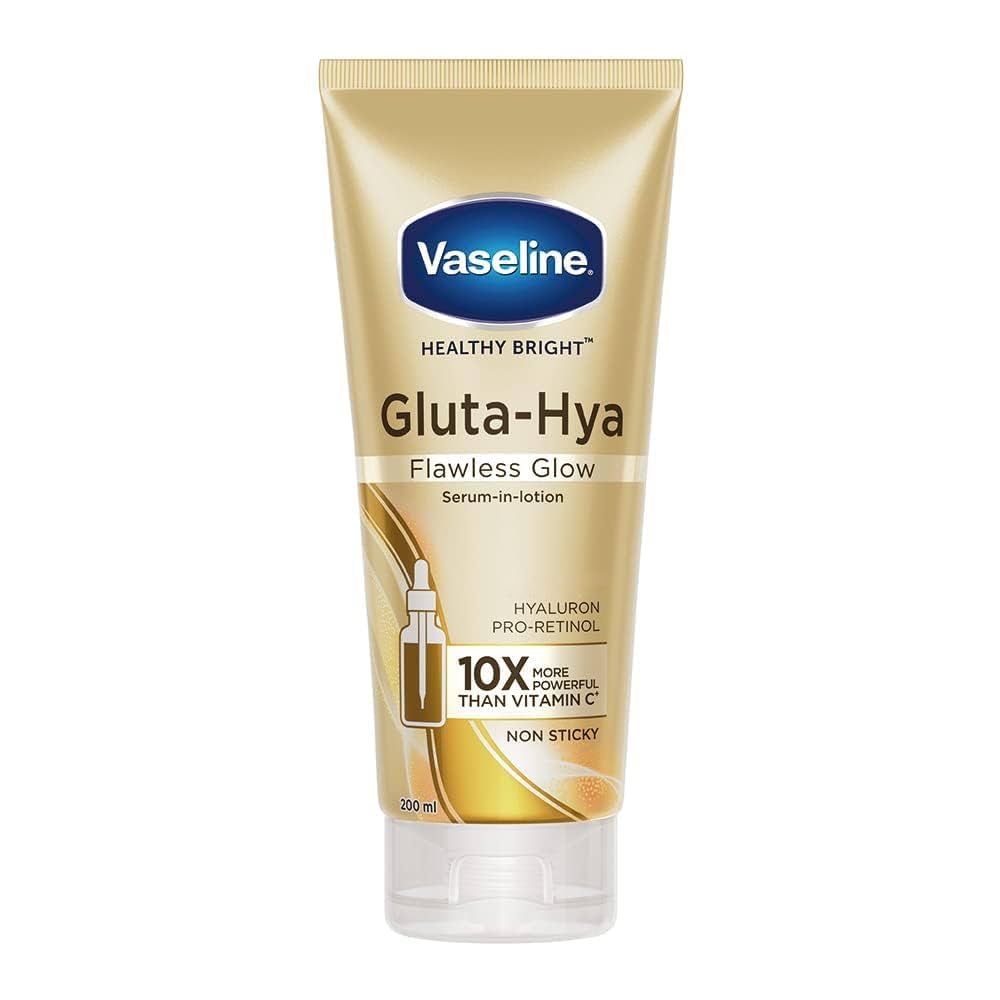 Vaseline®
HEALTHY BRIGHT™
Gluta-Hya
Flawless Glow
Serum-in-lotion
HYALURON
PRO-RETINOL
10X MORE
POWERFUL
THAN VITAMIN C⁺
NON STICKY
200 ml